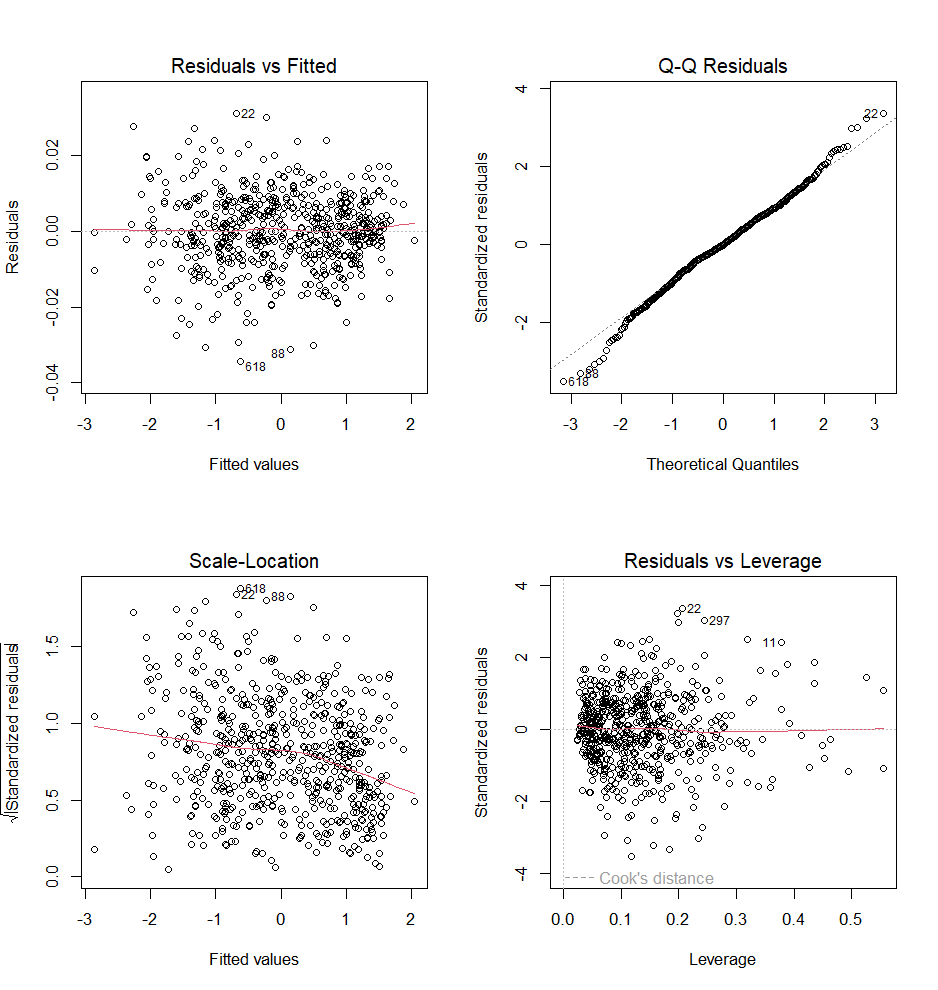 Residuals vs Fitted
Residuals
0.02
0.00
-0.02
-0.04
22
88
618
-3 -2 -1 0 1 2
Fitted values
Q-Q Residuals
Standardized residuals
4
2
0
-2
22
88
618
-3 -2 -1 0 1 2 3
Theoretical Quantiles
Scale-Location
√|Standardized residuals|
1.5
1.0
0.5
0.0
618
22
88
-3 -2 -1 0 1 2
Fitted values
Residuals vs Leverage
Standardized residuals
4
2
0
-2
-4
22
297
11
Cook's distance
0.0 0.1 0.2 0.3 0.4 0.5
Leverage